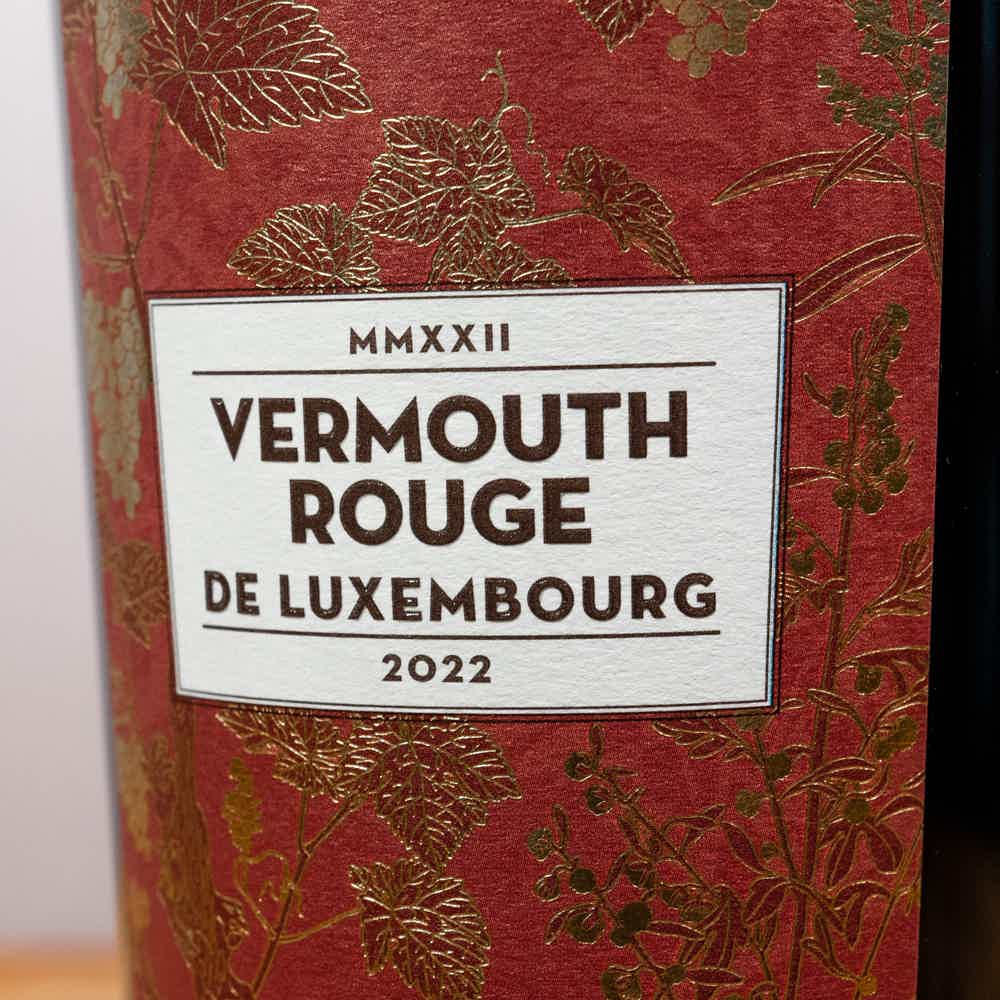 MMXXII
VERMOUTH
ROUGE
DE LUXEMBOURG
2022